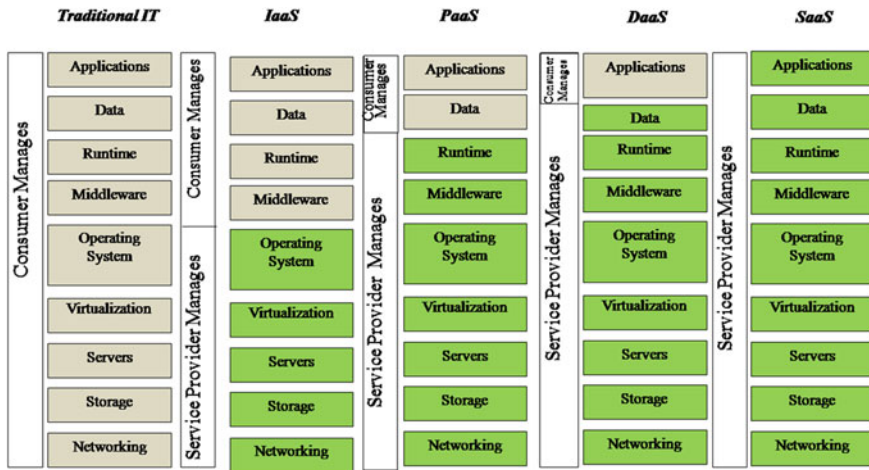 Traditional IT
IaaS
PaaS
DaaS
SaaS
Consumer Manages
Applications
Data
Runtime
Middleware
Operating
System
Virtualization
Servers
Storage
Networking
Consumer Manages
Service Provider Manages
Applications
Data
Runtime
Middleware
Operating
System
Virtualization
Servers
Storage
Networking
Consumer
Manages
Service Provider Manages
Applications
Data
Runtime
Middleware
Operating
System
Virtualization
Servers
Storage
Networking
Consumer
Manages
Service Provider Manages
Applications
Data
Runtime
Middleware
Operating
System
Virtualization
Servers
Storage
Networking
Service Provider Manages
Applications
Data
Runtime
Middleware
Operating
System
Virtualization
Servers
Storage
Networking